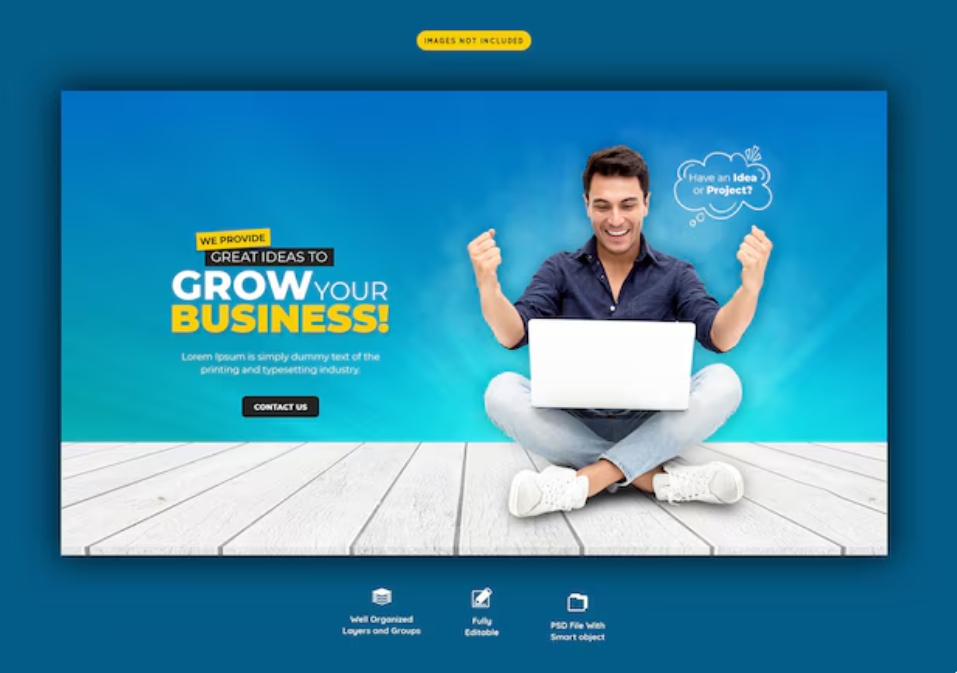 IMAGES NOT INCLUDED
WE PROVIDE
GREAT IDEAS TO
GROW YOUR
BUSINESS!
Lorem Ipsum is simply dummy text of the
printing and typesetting industry.
CONTACT US
Have an Idea
or Project?
Well Organized
Layers and Groups
Fully
Editable
PSD File With
Smart object